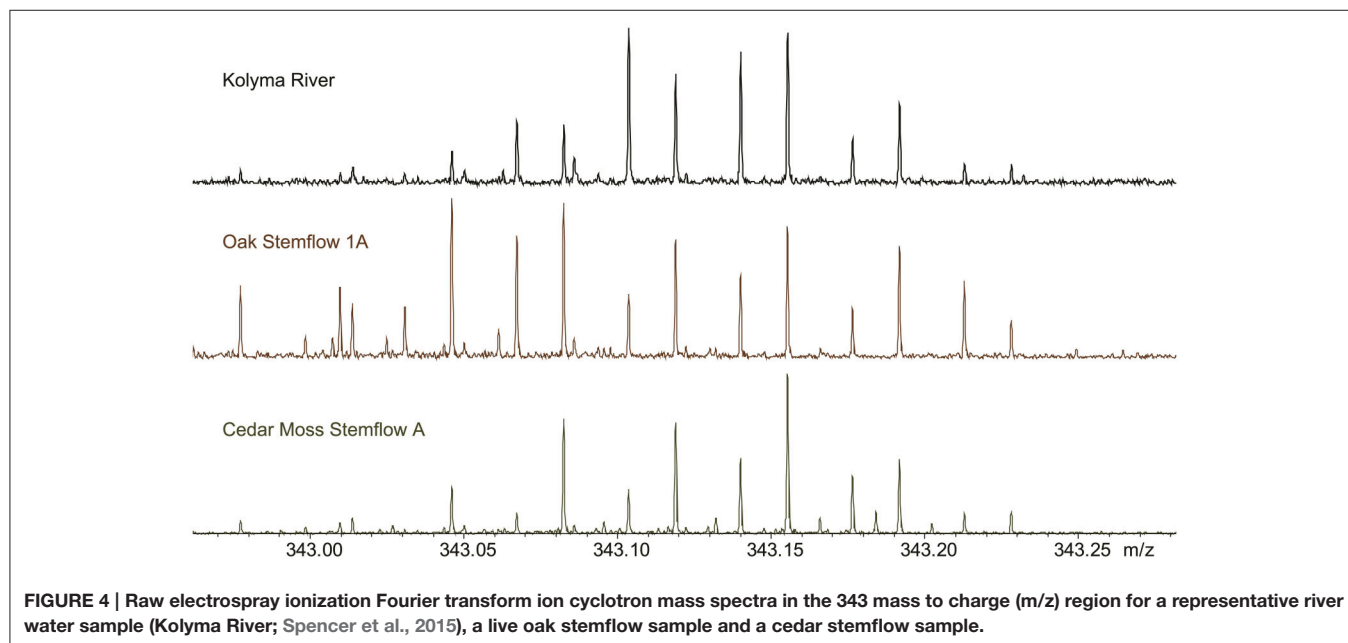 Kolyma River
Oak Stemflow 1A
Cedar Moss Stemflow A
343.00 343.05 343.10 343.15 343.20 343.25 m/z
FIGURE 4 | Raw electrospray ionization Fourier transform ion cyclotron mass spectra in the 343 mass to charge (m/z) region for a representative river
water sample (Kolyma River; Spencer et al., 2015), a live oak stemflow sample and a cedar stemflow sample.